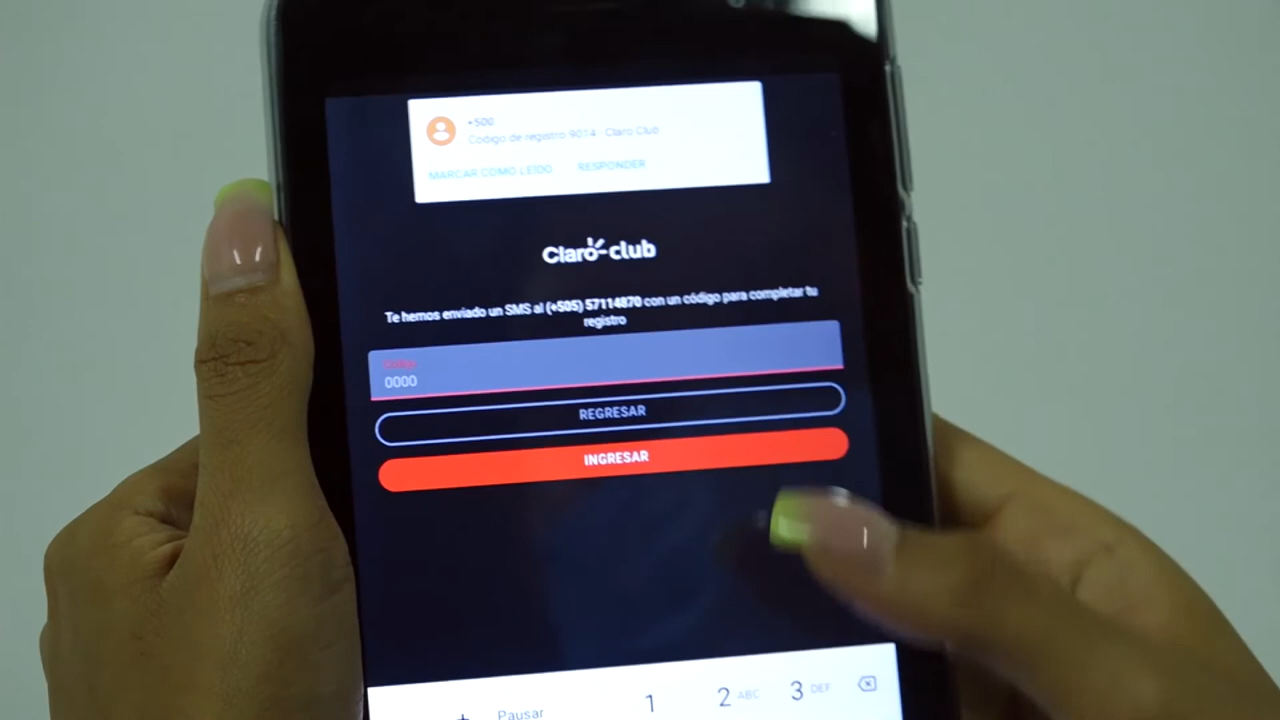 +500
Codigo de registro 9014 - Claro Club
MARCAR COMO LEÍDO RESPONDER
Claro-club
Te hemos enviado un SMS al (+505) 57114870 con un código para completar tu
registro
Código
0000
REGRESAR
INGRESAR
+ Pausar 1 2 ABC 3 DEF